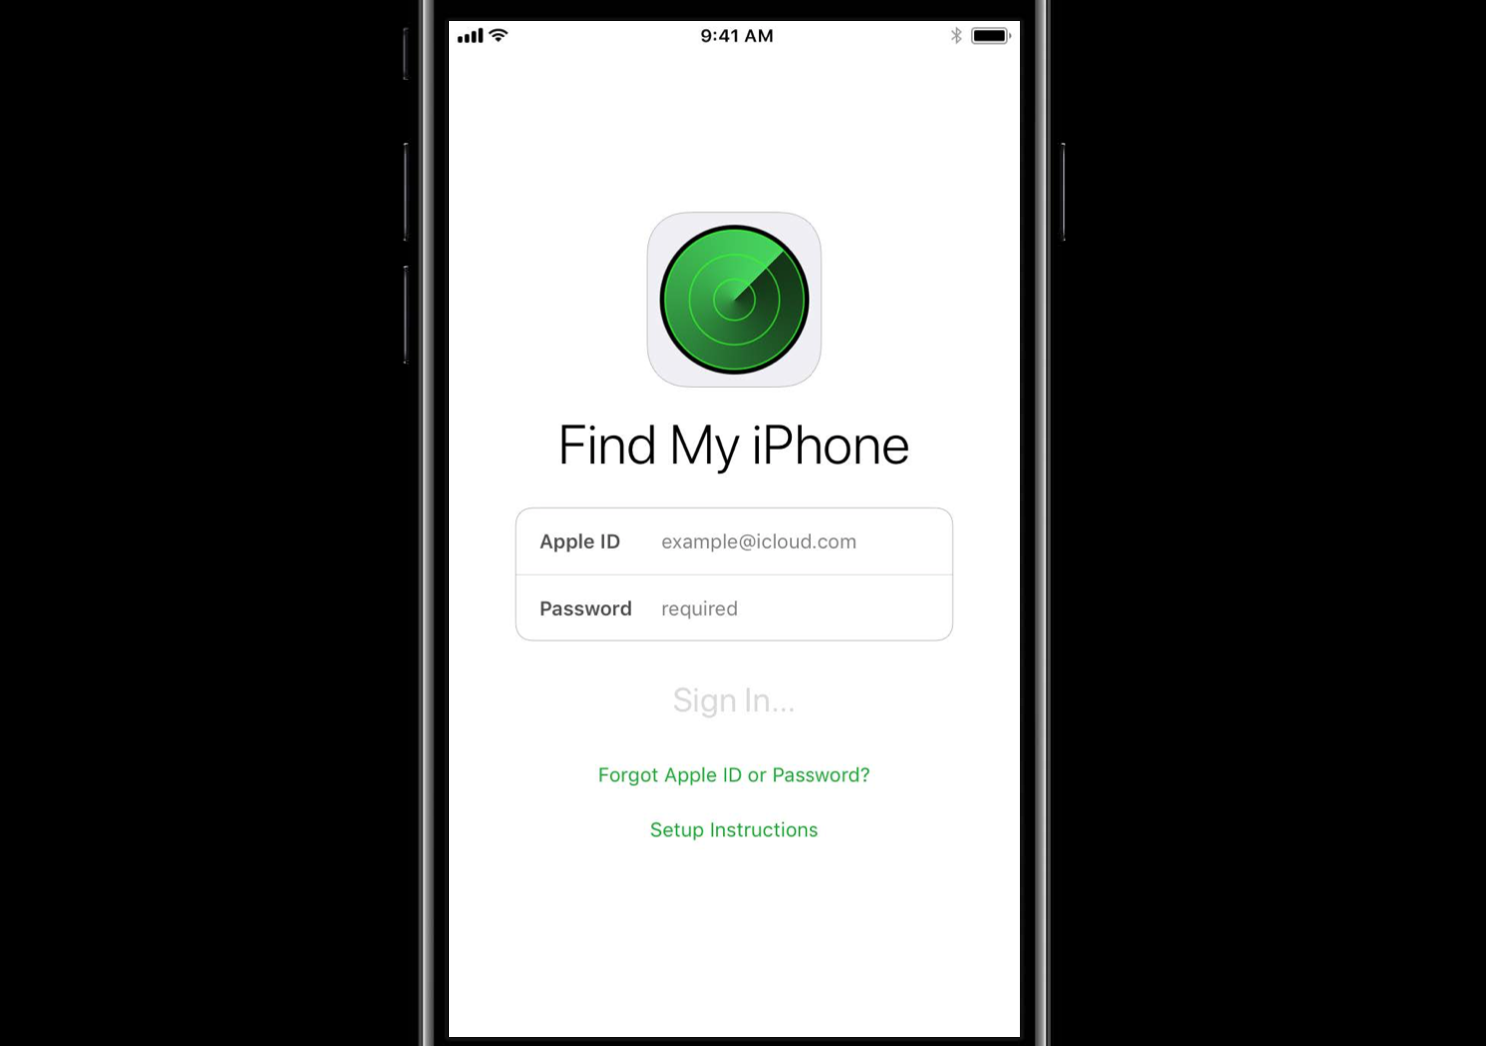 9:41 AM
Find My iPhone
Apple ID example@icloud.com
Password required
Sign In...
Forgot Apple ID or Password?
Setup Instructions